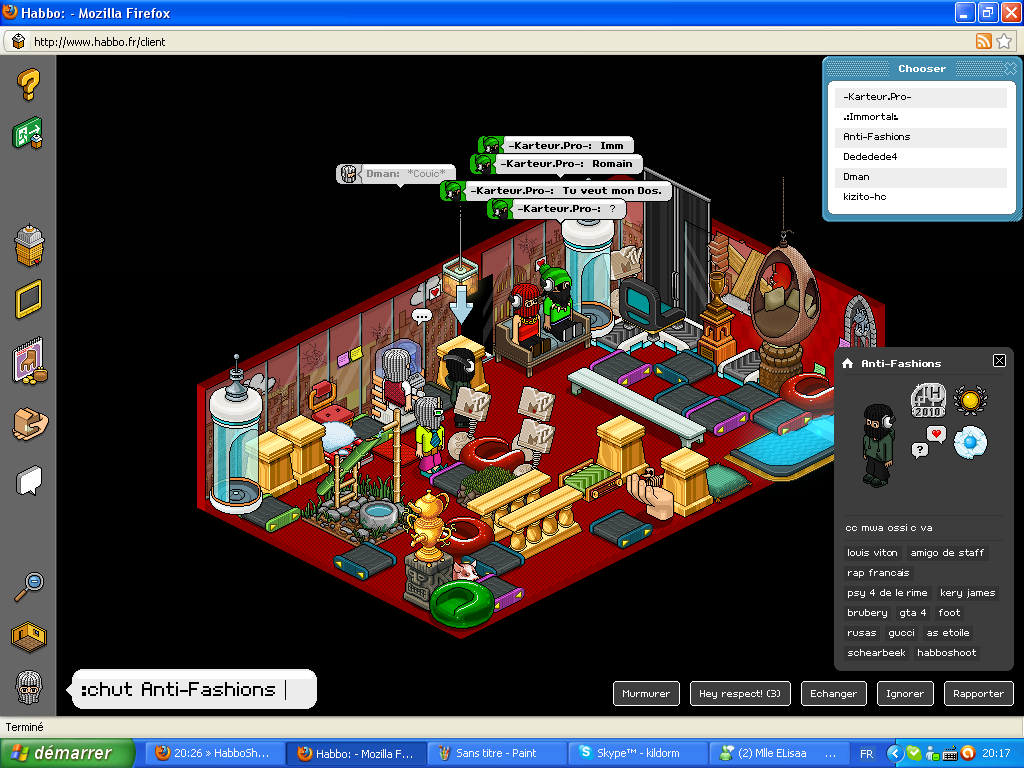 Habbo: - Mozilla Firefox
http://www.habbo.fr/client
Chooser
-Karteur.Pro-
.:Immortal:.
Anti-Fashions
Dededede4
Dman
kizito-hc
-Karteur.Pro-: Imm
-Karteur.Pro-: Romain
Dman: *Couic*
-Karteur.Pro-: Tu veut mon Dos.
-Karteur.Pro-: ?
Anti-Fashions
2010
?
cc mwa ossi c va
louis viton amigo de staff
rap francais
psy 4 de le rime kery james
brubery gta 4 foot
rusas gucci as etoile
schearbeek habboshoot
:chut Anti-Fashions
Murmurer Hey respect! (3) Echanger Ignorer Rapporter
Terminé
démarrer 20:26 » HabboSh... Habbo: - Mozilla F... Sans titre - Paint Skype™ - kildorm (2) Mlle ELisaa ... FR 20:17